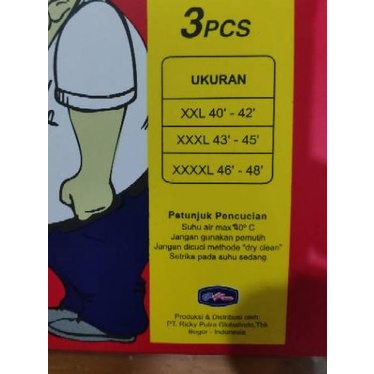 3PCS
UKURAN
XXL 40' - 42'
XXXL 43' - 45'
XXXXL 46' - 48'
Petunjuk Pencucian
Suhu air max 40º C
Jangan gunakan pemutih
Jangan dicuci methode "dry clean"
Setrika pada suhu sedang
Produksi & Distribusi oleh:
PT. Ricky Putra Globalindo,Tbk
Bogor - Indonesia